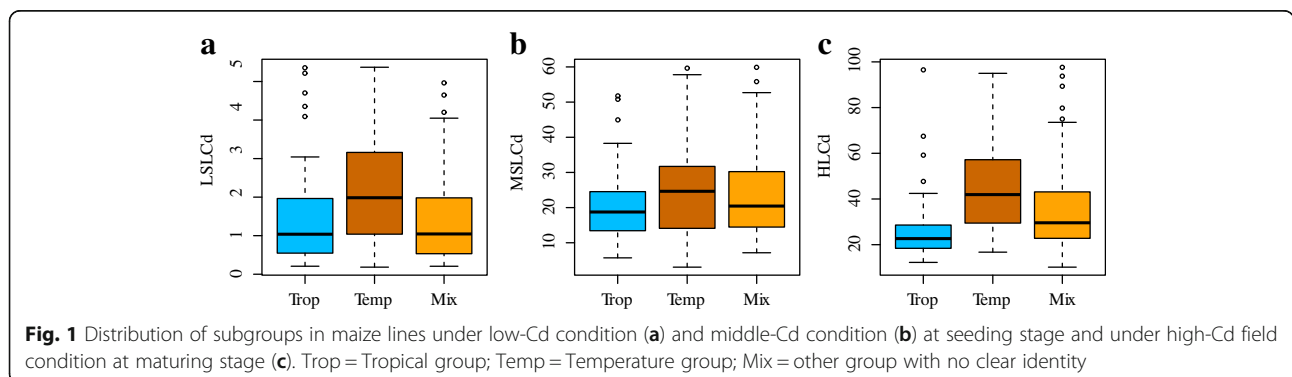 a
b
c
LSLCd
0 1 2 3 4 5
Trop Temp Mix
MSLCd
10 20 30 40 50 60
Trop Temp Mix
HLCd
20 40 60 80 100
Trop Temp Mix
Fig. 1 Distribution of subgroups in maize lines under low-Cd condition (a) and middle-Cd condition (b) at seeding stage and under high-Cd field
condition at maturing stage (c). Trop = Tropical group; Temp = Temperature group; Mix = other group with no clear identity